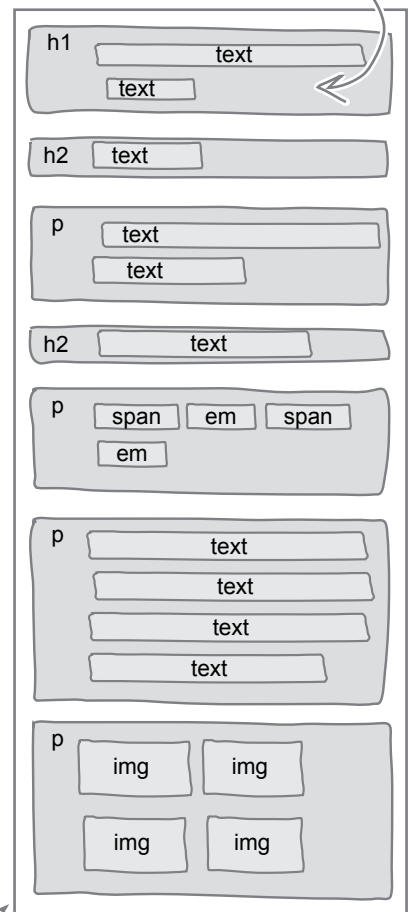 h1 text
text
h2 text
p text
text
h2 text
p span em span
em
p text
text
text
text
p img img
img img